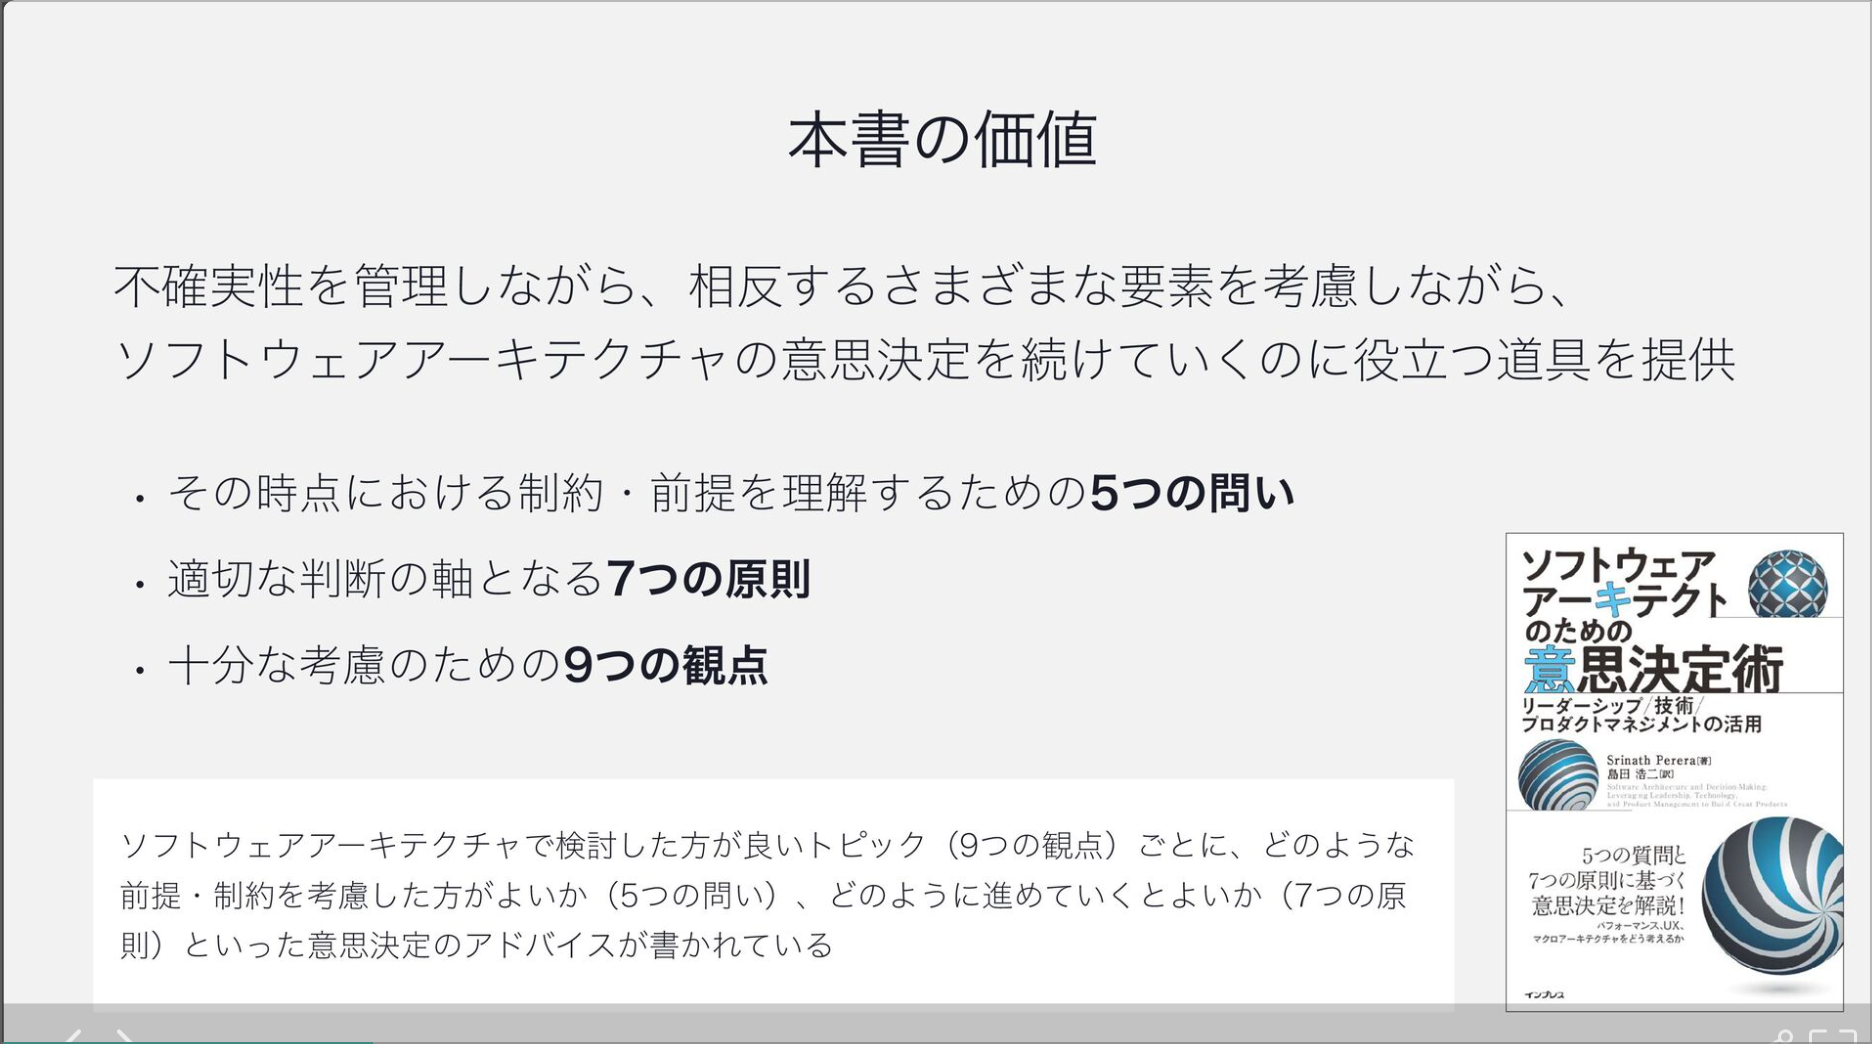 本書の価値
不確実性を管理しながら、相反するさまざまな要素を考慮しながら、
ソフトウェアアーキテクチャの意思決定を続けていくのに役立つ道具を提供
・その時点における制約・前提を理解するための5つの問い
・適切な判断の軸となる7つの原則
・十分な考慮のための9つの観点
ソフトウェアアーキテクチャで検討した方が良いトピック（9つの観点）ごとに、どのような
前提・制約を考慮した方がよいか（5つの問い）、どのように進めていくとよいか（7つの原
則）といった意思決定のアドバイスが書かれている
ソフトウェア
アーキテクト
のための
意思決定術
リーダーシップ/技術/
プロダクトマネジメントの活用
Srinath Perera[著]
島田 浩二[訳]
Software Architecture and Decision-Making:
Leveraging Leadership, Technology,
and Product Management to Build Great Products
5つの質問と
7つの原則に基づく
意思決定を解説!
パフォーマンス、UX、
マクロアーキテクチャをどう考えるか
インプレス